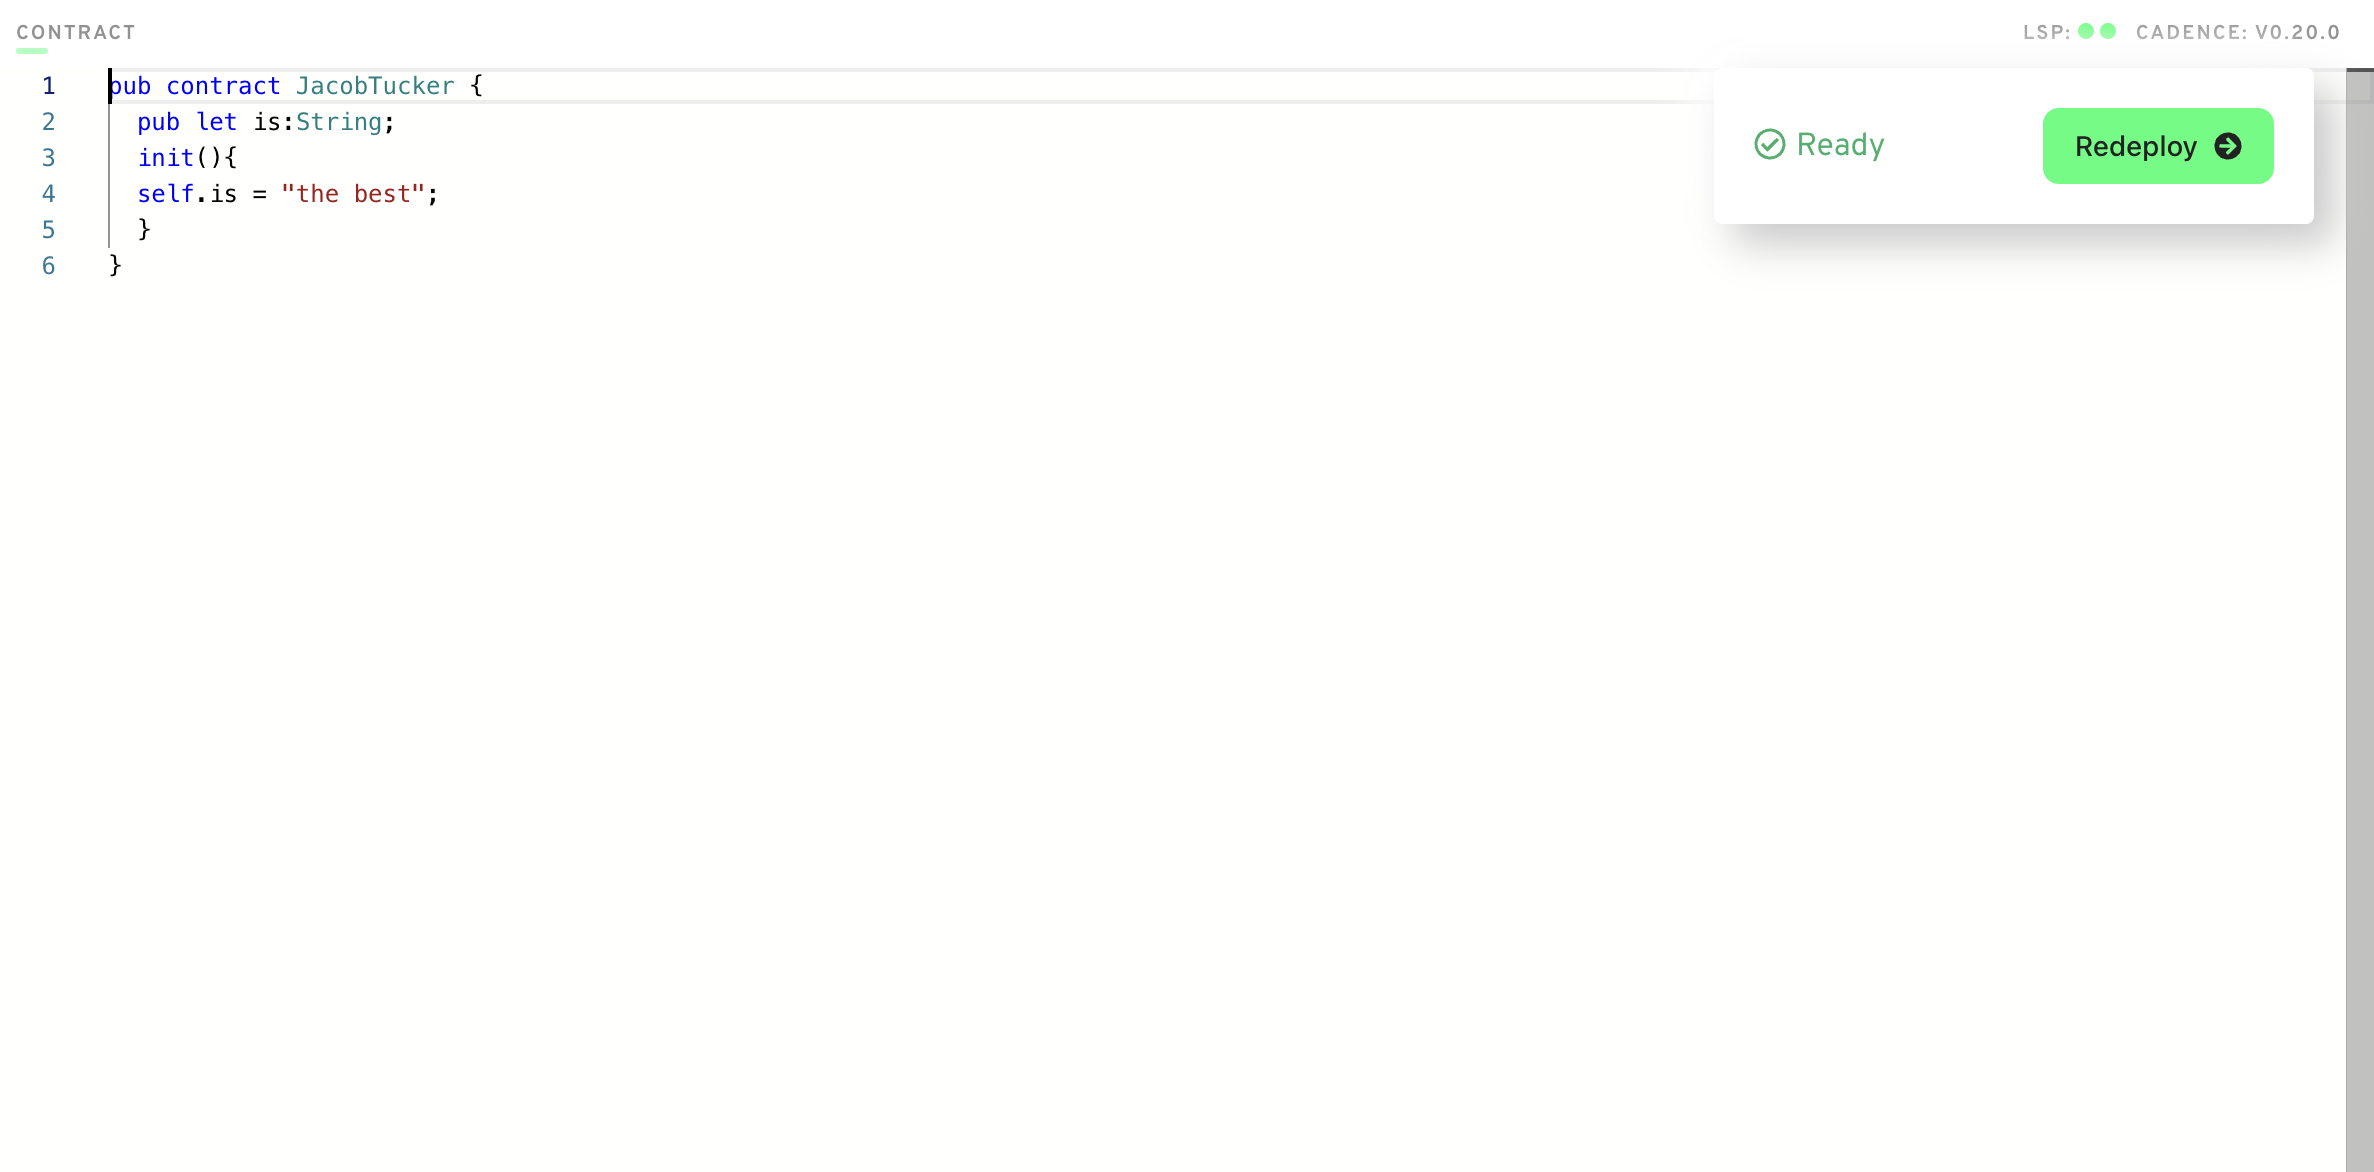 CONTRACT
LSP: CADENCE: V0.20.0
1 pub contract JacobTucker {
2 pub let is:String;
3 init(){
4 self.is = "the best";
5 }
6 }
Ready
Redeploy